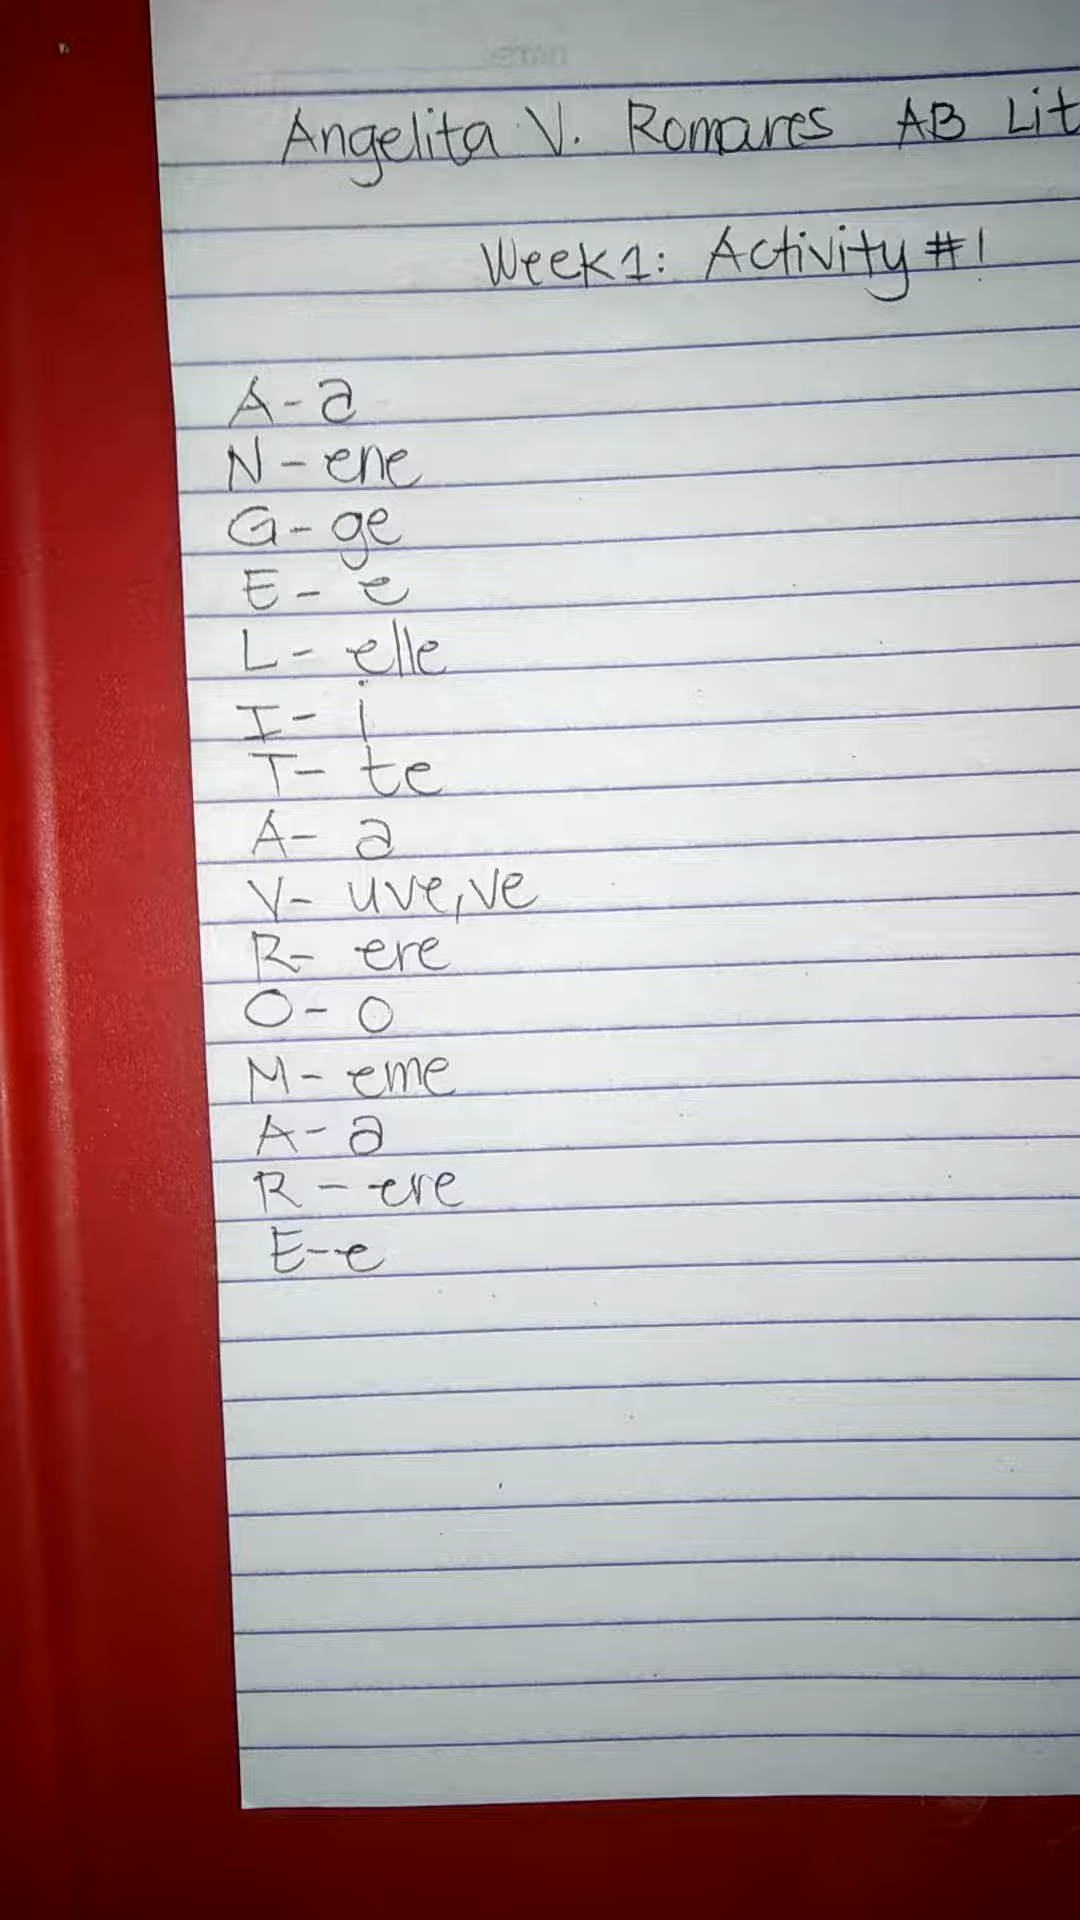 Angelita V. Romares AB Lit
Week 1: Activity #1
A - a
N - ene
G - ge
E - e
L - elle
I - i
T - te
A - a
V - uve, ve
R - ere
O - o
M - eme
A - a
R - ere
E - e